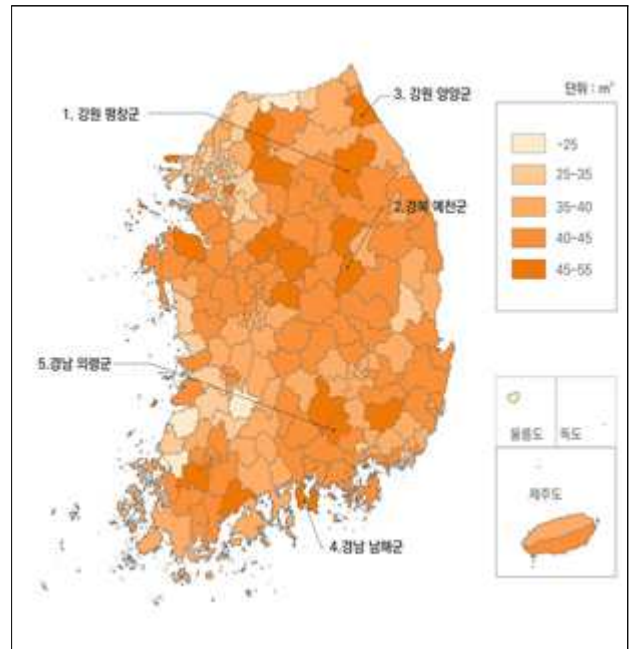 3. 강원 양양군
단위 : ㎡
1. 강원 평창군
-25
25-35
35-40
2.경북 예천군
40-45
45-55
5.경남 의령군
울릉도
독도
제주도
4.경남 남해군